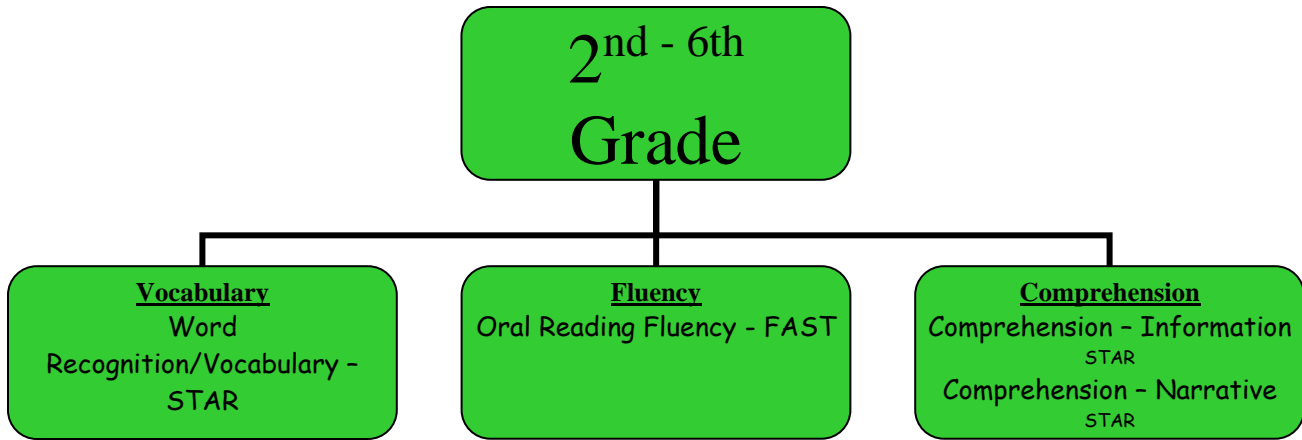 2nd - 6th
Grade
Vocabulary
Word
Recognition/Vocabulary –
STAR
Fluency
Oral Reading Fluency - FAST
Comprehension
Comprehension – Information
STAR
Comprehension – Narrative
STAR